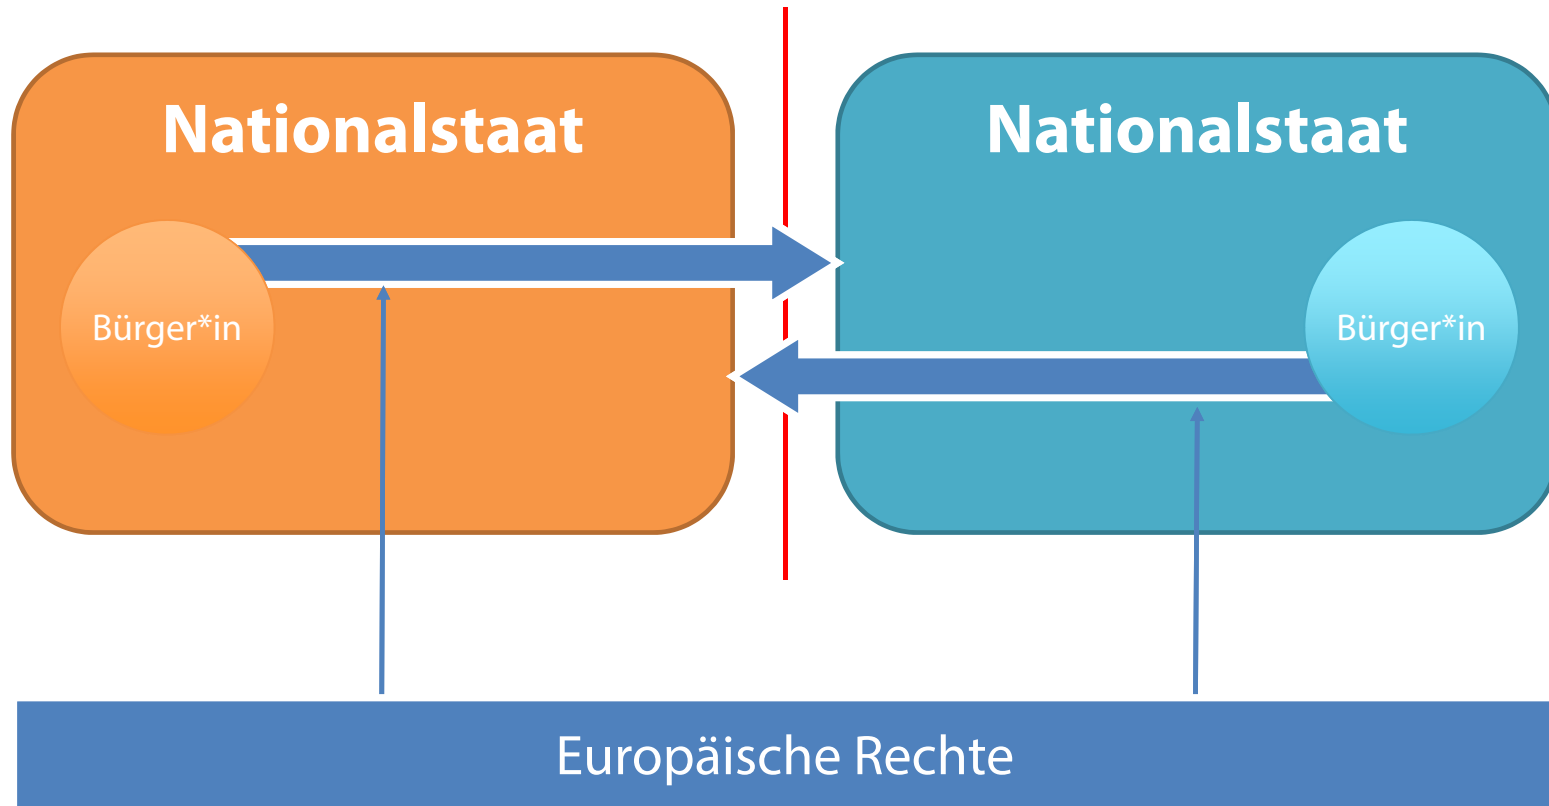 Nationalstaat
Nationalstaat
Bürger*in
Bürger*in
Europäische Rechte